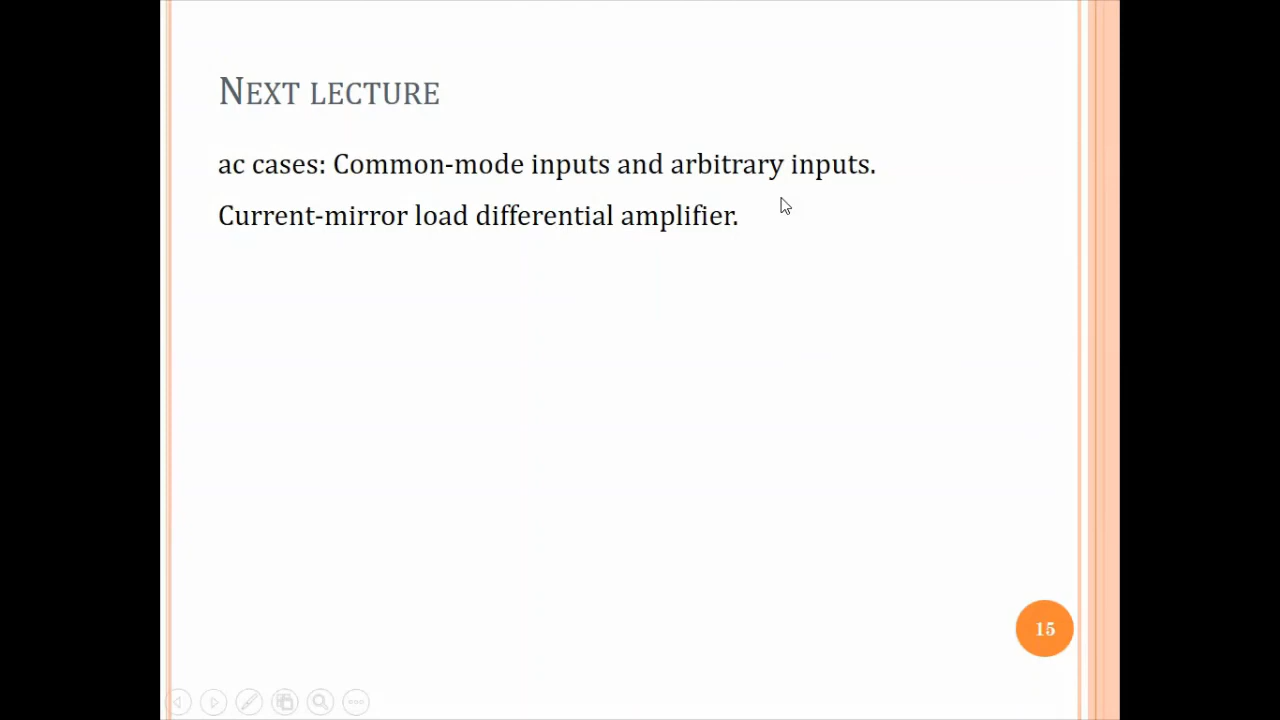 NEXT LECTURE
ac cases: Common-mode inputs and arbitrary inputs.
Current-mirror load differential amplifier.
15